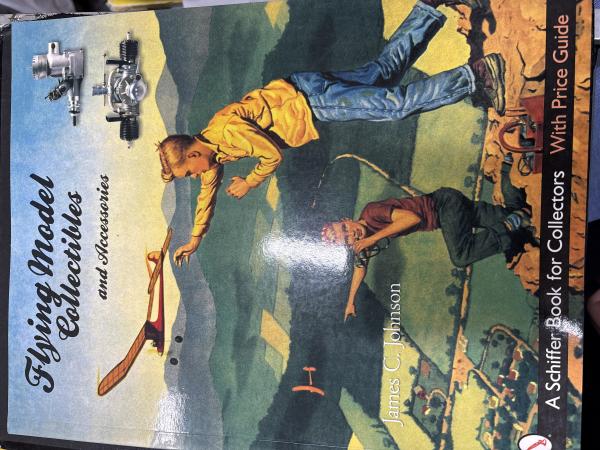 Flying Model
Collectibles
and Accessories
James C. Johnson
A Schiffer Book for Collectors With Price Guide